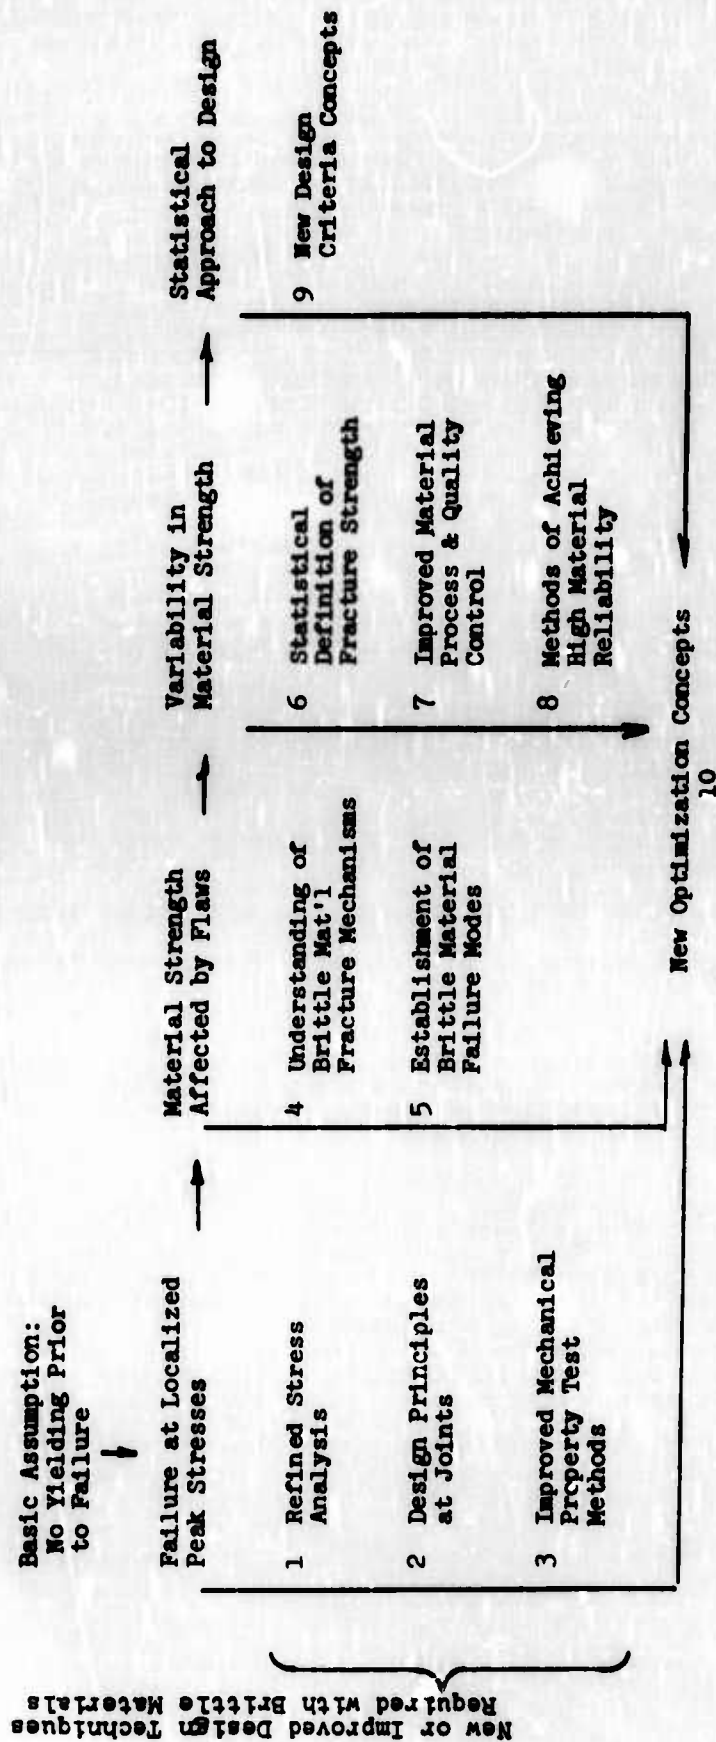 Basic Assumption:
No Yielding Prior
to Failure
Failure at Localized
Peak Stresses
Material Strength
Affected by Flaws
Variability in
Material Strength
Statistical
Approach to Design
New or Improved Design Techniques
Required with Brittle Materials
1 Refined Stress
Analysis
2 Design Principles
at Joints
3 Improved Mechanical
Property Test
Methods
4 Understanding of
Brittle Mat'l
Fracture Mechanisms
5 Establishment of
Brittle Material
Failure Modes
6 Statistical
Definition of
Fracture Strength
7 Improved Material
Process & Quality
Control
8 Methods of Achieving
High Material
Reliability
9 New Design
Criteria Concepts
New Optimization Concepts
10